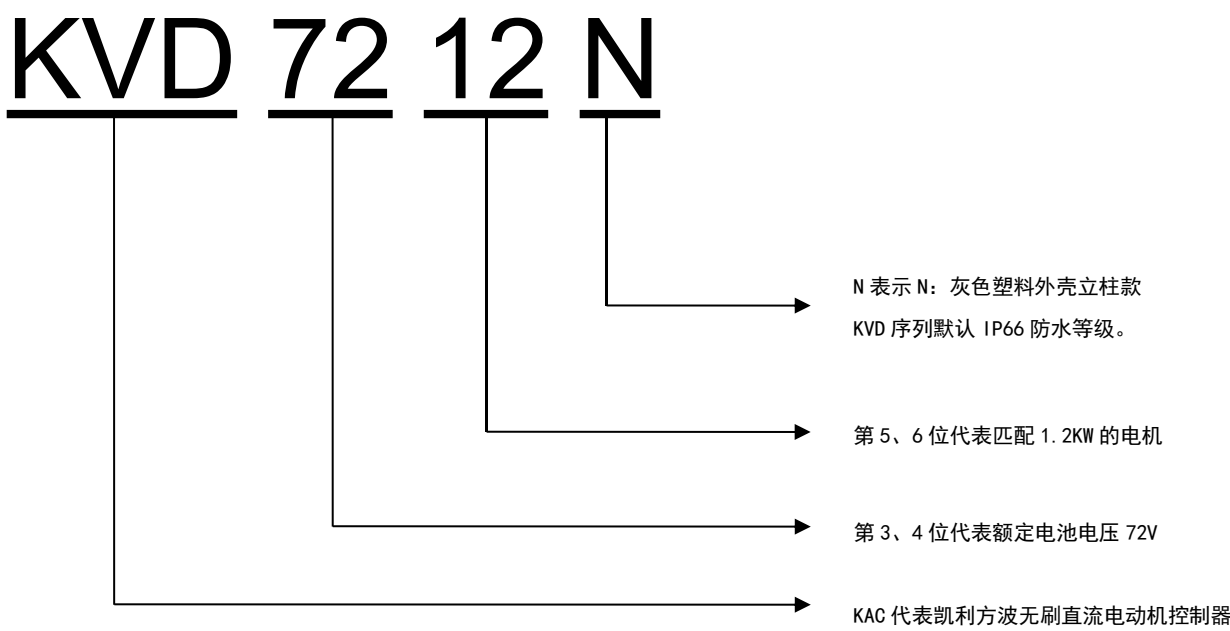 KVD 72 12 N
N 表示 N：灰色塑料外壳立柱款
KVD 序列默认 IP66 防水等级。
第 5、6 位代表匹配 1.2KW 的电机
第 3、4 位代表额定电池电压 72V
KAC 代表凯利方波无刷直流电动机控制器